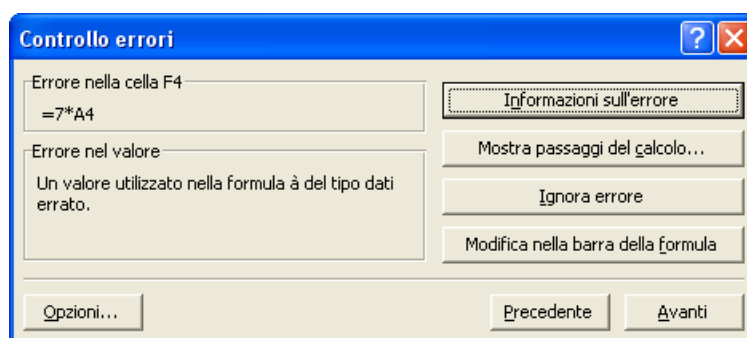 Controllo errori
Errore nella cella F4
=7*A4
Errore nel valore
Un valore utilizzato nella formula à del tipo dati
errato.
Informazioni sull'errore
Mostra passaggi del calcolo...
Ignora errore
Modifica nella barra della formula
Opzioni...
Precedente
Avanti